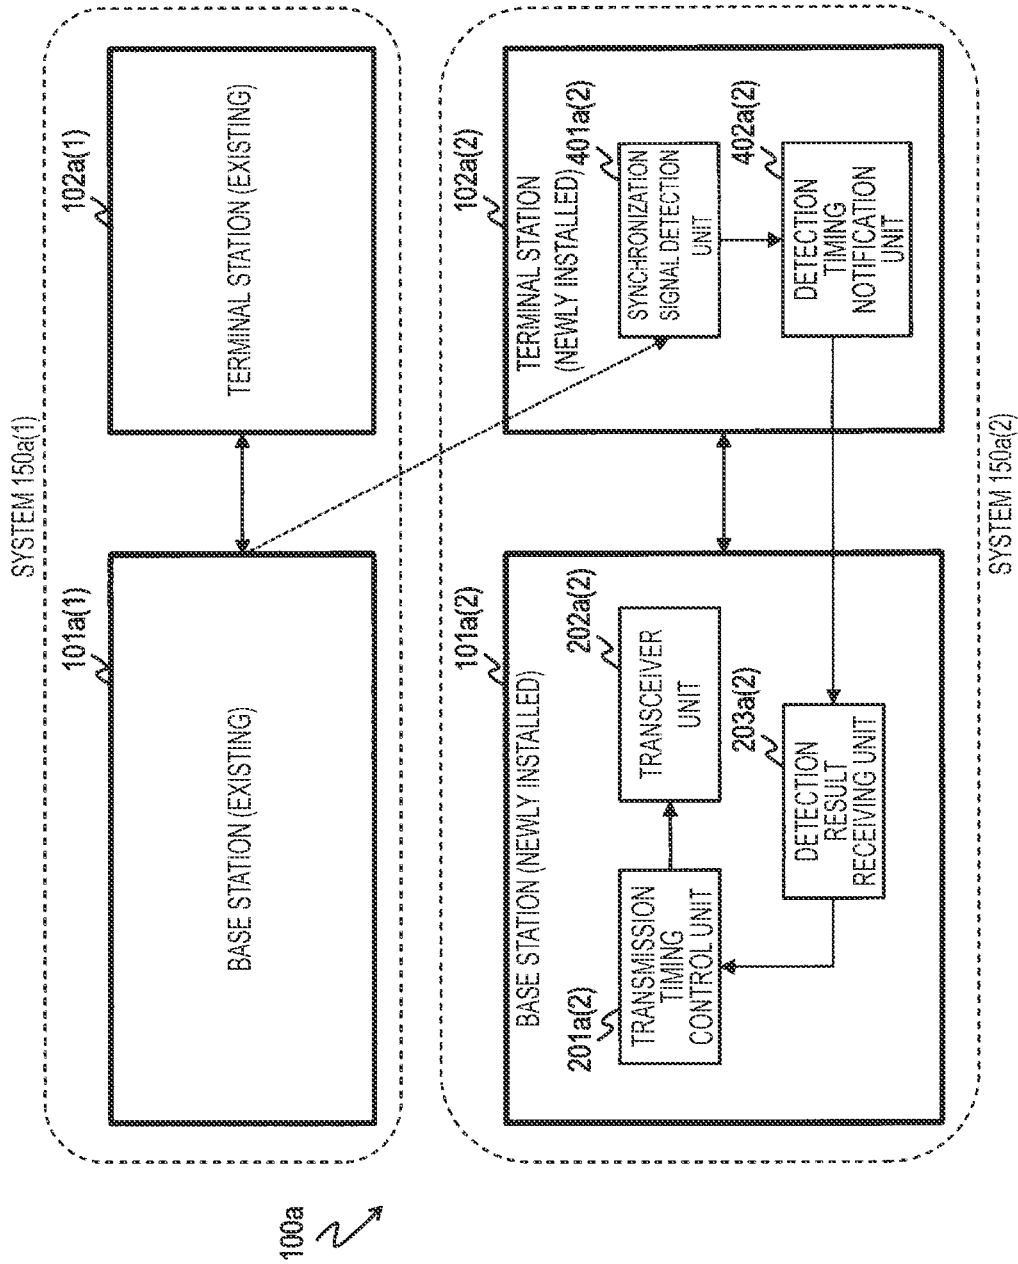 100a
SYSTEM 150a(1)
101a(1)
BASE STATION (EXISTING)
102a(1)
TERMINAL STATION (EXISTING)
101a(2)
BASE STATION (NEWLY INSTALLED)
201a(2)
TRANSMISSION
TIMING
CONTROL UNIT
202a(2)
TRANSCEIVER
UNIT
203a(2)
DETECTION
RESULT
RECEIVING UNIT
102a(2)
TERMINAL STATION
(NEWLY INSTALLED)
401a(2)
SYNCHRONIZATION
SIGNAL DETECTION
UNIT
402a(2)
DETECTION
TIMING
NOTIFICATION
UNIT
SYSTEM 150a(2)